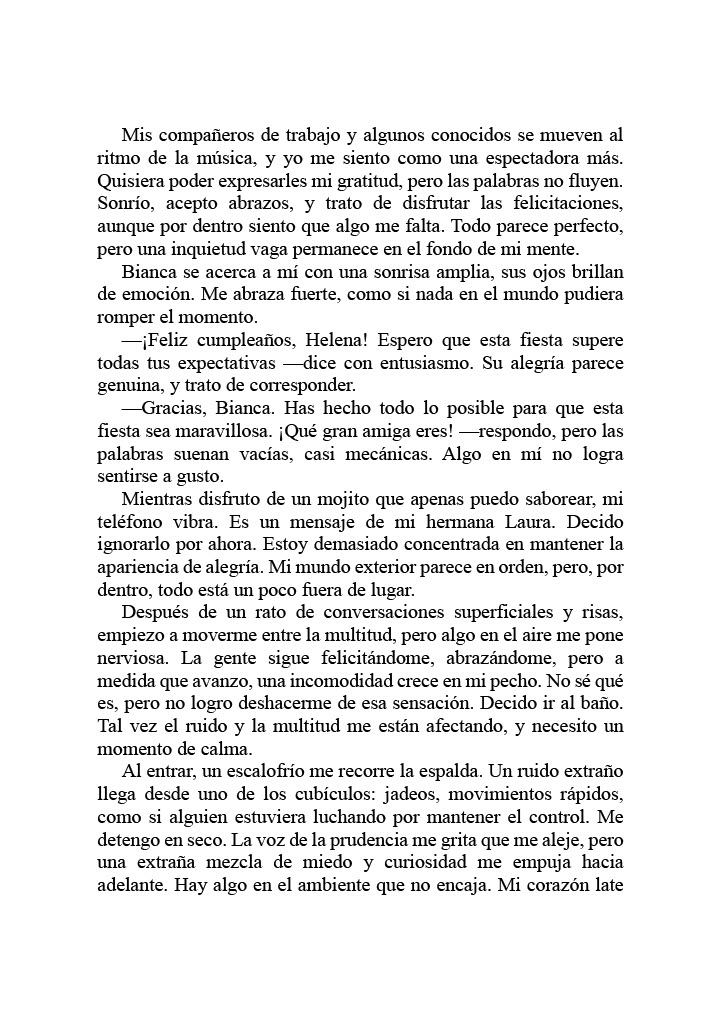 Mis compañeros de trabajo y algunos conocidos se mueven al
ritmo de la música, y yo me siento como una espectadora más.
Quisiera poder expresarles mi gratitud, pero las palabras no fluyen.
Sonrío, acepto abrazos, y trato de disfrutar las felicitaciones,
aunque por dentro siento que algo me falta. Todo parece perfecto,
pero una inquietud vaga permanece en el fondo de mi mente.
Bianca se acerca a mí con una sonrisa amplia, sus ojos brillan
de emoción. Me abraza fuerte, como si nada en el mundo pudiera
romper el momento.
—¡Feliz cumpleaños, Helena! Espero que esta fiesta supere
todas tus expectativas —dice con entusiasmo. Su alegría parece
genuina, y trato de corresponder.
—Gracias, Bianca. Has hecho todo lo posible para que esta
fiesta sea maravillosa. ¡Qué gran amiga eres! —respondo, pero las
palabras suenan vacías, casi mecánicas. Algo en mí no logra
sentirse a gusto.
Mientras disfruto de un mojito que apenas puedo saborear, mi
teléfono vibra. Es un mensaje de mi hermana Laura. Decido
ignorarlo por ahora. Estoy demasiado concentrada en mantener la
apariencia de alegría. Mi mundo exterior parece en orden, pero, por
dentro, todo está un poco fuera de lugar.
Después de un rato de conversaciones superficiales y risas,
empiezo a moverme entre la multitud, pero algo en el aire me pone
nerviosa. La gente sigue felicitándome, abrazándome, pero a
medida que avanzo, una incomodidad crece en mi pecho. No sé qué
es, pero no logro deshacerme de esa sensación. Decido ir al baño.
Tal vez el ruido y la multitud me están afectando, y necesito un
momento de calma.
Al entrar, un escalofrío me recorre la espalda. Un ruido extraño
llega desde uno de los cubículos: jadeos, movimientos rápidos,
como si alguien estuviera luchando por mantener el control. Me
detengo en seco. La voz de la prudencia me grita que me aleje, pero
una extraña mezcla de miedo y curiosidad me empuja hacia
adelante. Hay algo en el ambiente que no encaja. Mi corazón late